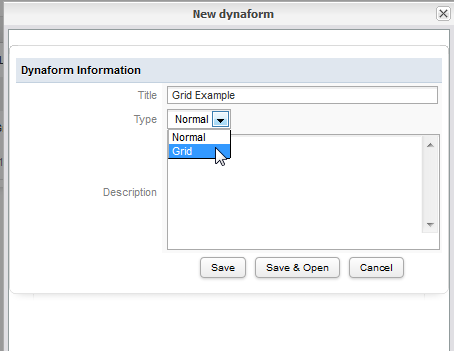 New dynaform
Dynaform Information
Title Grid Example
Type Normal
Normal
Grid
Description
Save Save & Open Cancel